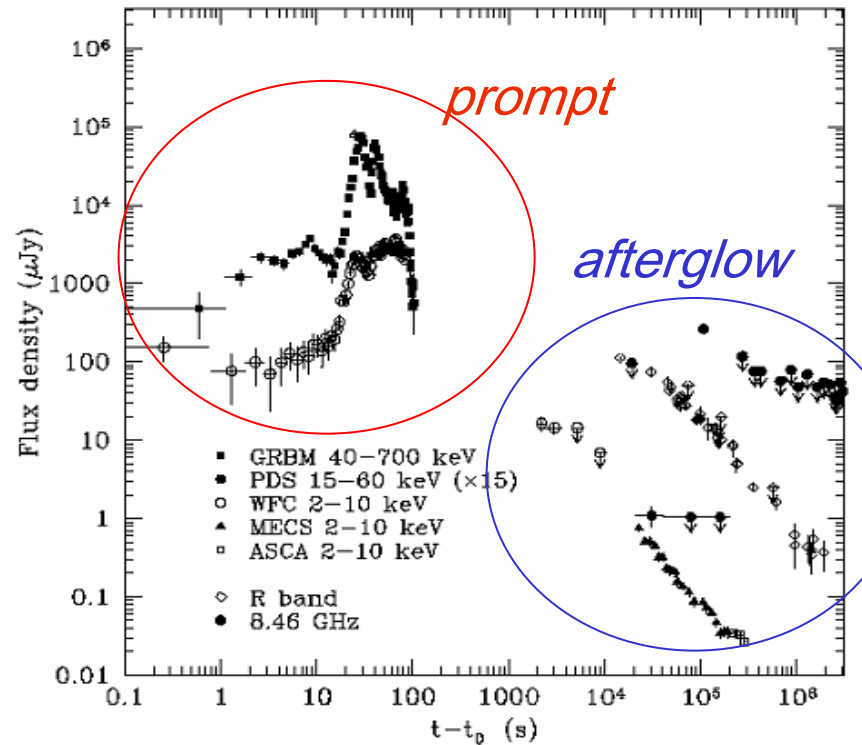 10⁶
10⁵
10⁴
1000
100
10
1
0.1
0.01
Flux density (μJy)
prompt
afterglow
GRBM 40−700 keV
PDS 15−60 keV (×15)
WFC 2−10 keV
MECS 2−10 keV
ASCA 2−10 keV
R band
8.46 GHz
0.1 1 10 100 1000 10⁴ 10⁵ 10⁶
t−t₀ (s)